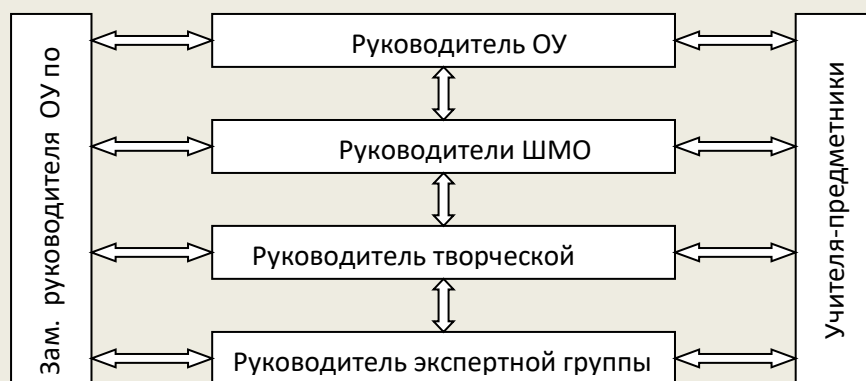 Зам. руководителя ОУ по
Руководитель ОУ
Руководители ШМО
Руководитель творческой
Руководитель экспертной группы
Учителя-предметники